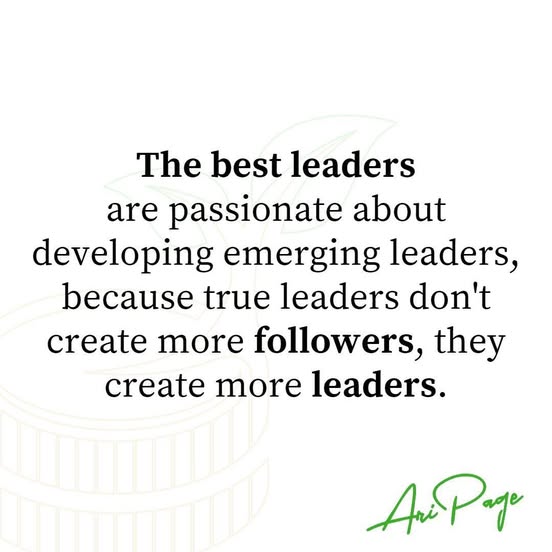 The best leaders
are passionate about
developing emerging leaders,
because true leaders don't
create more followers, they
create more leaders.
Ari Page